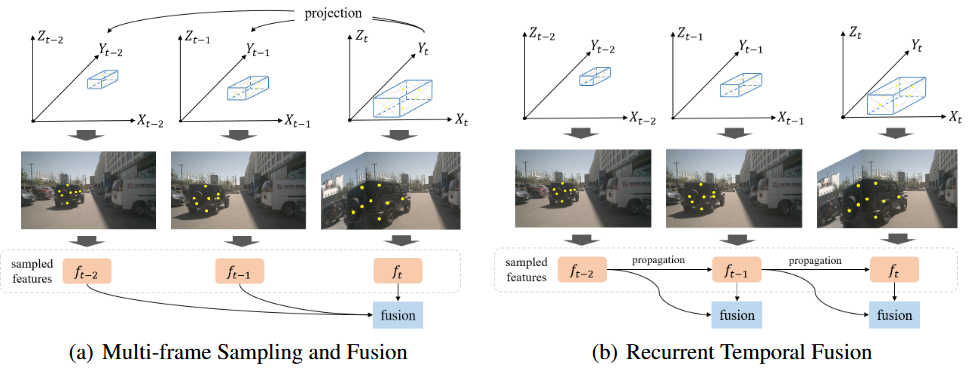 projection
Z_{t-2} Y_{t-2} X_{t-2} Z_{t-1} Y_{t-1} X_{t-1} Z_t Y_t X_t
sampled features f_{t-2} f_{t-1} f_t
fusion
(a) Multi-frame Sampling and Fusion
Z_{t-2} Y_{t-2} X_{t-2} Z_{t-1} Y_{t-1} X_{t-1} Z_t Y_t X_t
sampled features f_{t-2} propagation f_{t-1} propagation f_t
fusion fusion
(b) Recurrent Temporal Fusion